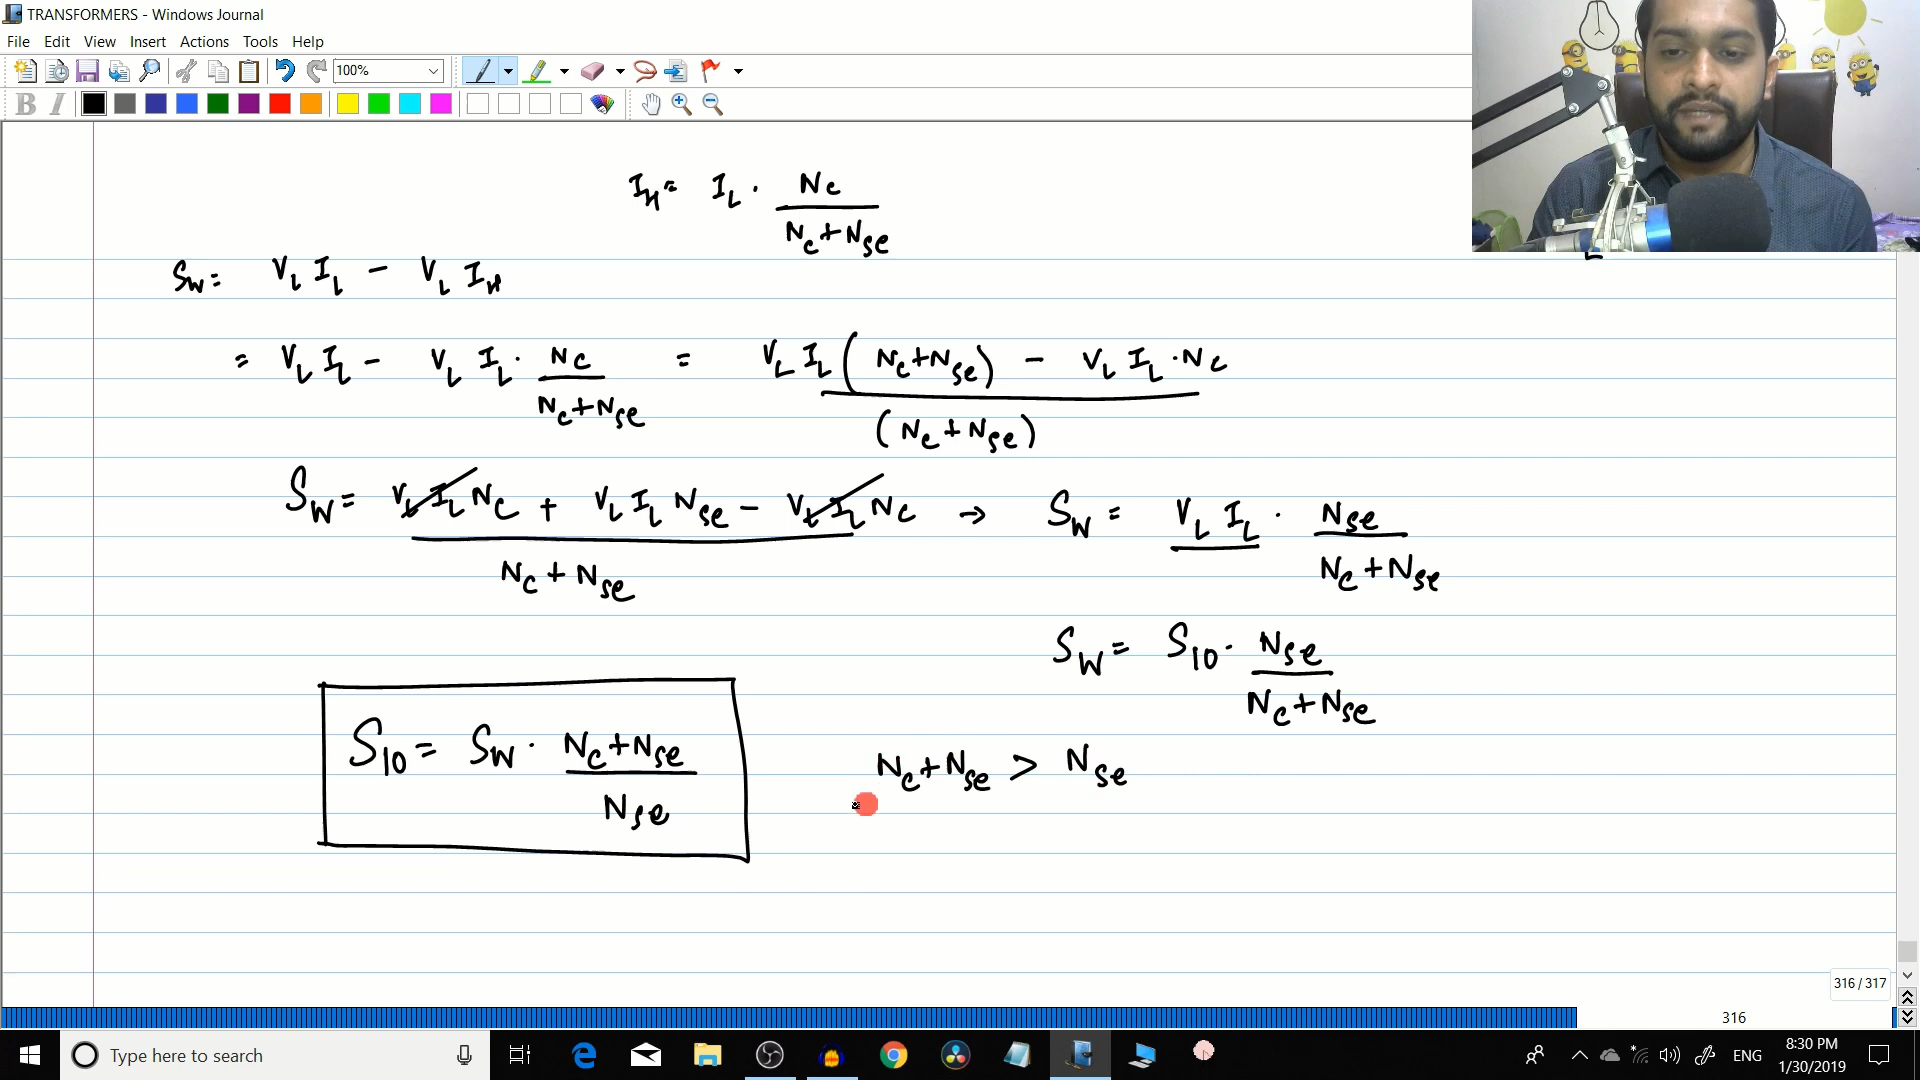 TRANSFORMERS - Windows Journal
File Edit View Insert Actions Tools Help
100%
B I
I_H = I_L · N_C / (N_C + N_se)
S_W = V_L I_L - V_L I_H
= V_L I_L - V_L I_L · N_C / (N_C + N_se) = V_L I_L (N_C + N_se) - V_L I_L · N_C / (N_C + N_se)
S_W = V_L I_L N_C + V_L I_L N_se - V_L I_L N_C / N_C + N_se → S_W = V_L I_L · N_se / (N_C + N_se)
S_W = S_IO · N_se / (N_C + N_se)
S_IO = S_W · (N_C + N_se) / N_se
N_C + N_se > N_se
316 / 317
316
Type here to search
ENG
8:30 PM
1/30/2019